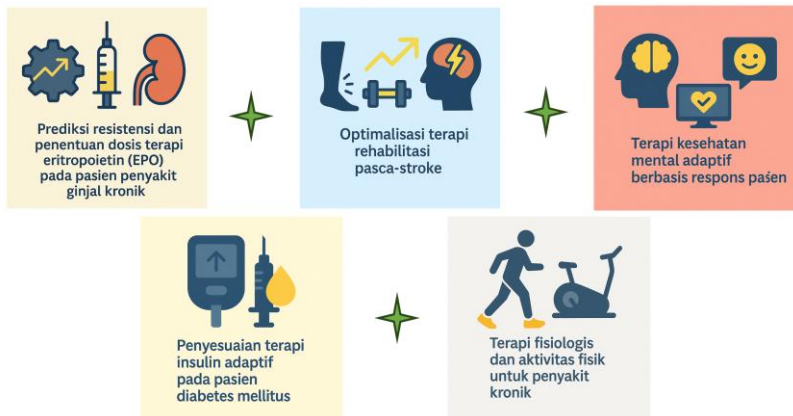 Prediksi resistensi dan
penentuan dosis terapi
eritropoietin (EPO)
pada pasien penyakit
ginjal kronik
Optimalisasi terapi
rehabilitasi
pasca-stroke
Terapi kesehatan
mental adaptif
berbasis respons pasien
Penyesuaian terapi
insulin adaptif
pada pasien
diabetes mellitus
Terapi fisiologis
dan aktivitas fisik
untuk penyakit
kronik